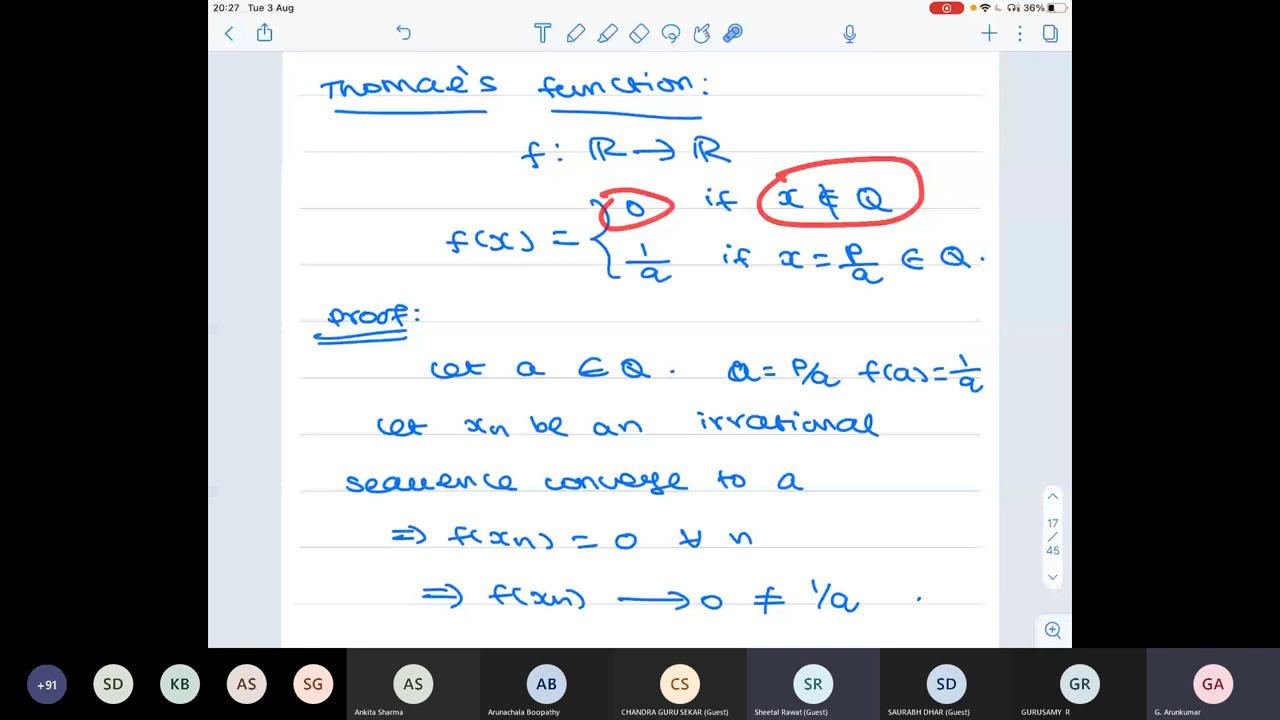 20:27 Tue 3 Aug
36%
Thomae's function:
f: ℝ → ℝ
0 if x ∉ Q
f(x) =
1/q if x = p/q ∈ Q.
Proof:
Let a ∈ Q. a = p/q f(a) = 1/q
Let xn be an irrational
sequence converge to a
⇒ f(xn) = 0 ∀ n
⇒ f(xn) → 0 ≠ 1/q .
17
/
45
+91
SD
KB
AS
SG
AS
AB
CS
SR
SD
GR
GA
Ankita Sharma
Arunachala Boopathy
CHANDRA GURU SEKAR (Guest)
Sheetal Rawat (Guest)
SAURABH DHAR (Guest)
GURUSAMY R
G. Arunkumar